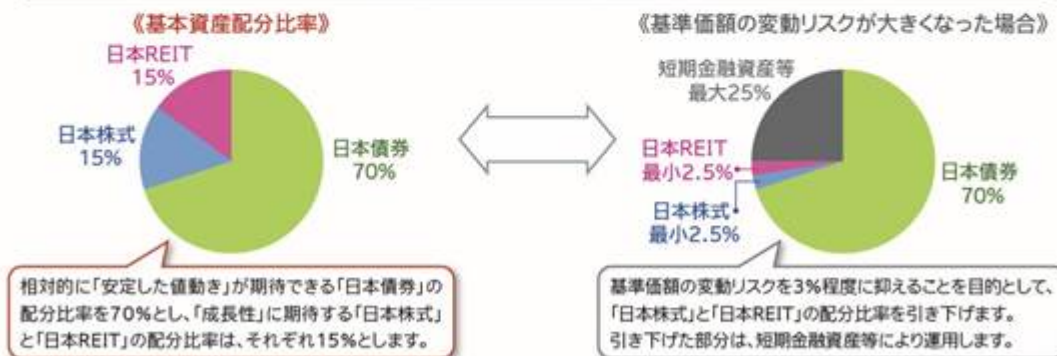 《基本資産配分比率》
日本REIT
15%
日本株式
15%
日本債券
70%
相対的に「安定した値動き」が期待できる「日本債券」の
配分比率を70%とし、「成長性」に期待する「日本株式」
と「日本REIT」の配分比率は、それぞれ15%とします。
《基準価額の変動リスクが大きくなった場合》
短期金融資産等
最大25%
日本REIT
最小2.5%
日本株式
最小2.5%
日本債券
70%
基準価額の変動リスクを3%程度に抑えることを目的として、
「日本株式」と「日本REIT」の配分比率を引き下げます。
引き下げた部分は、短期金融資産等により運用します。